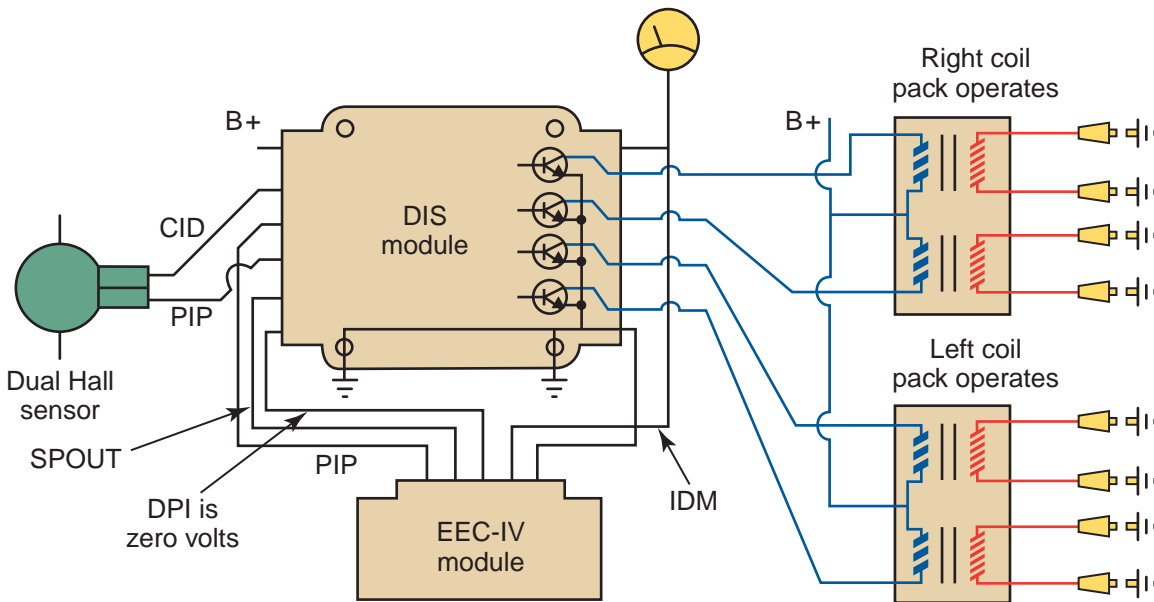 Right coil
pack operates
B+
B+
DIS
module
CID
PIP
Dual Hall
sensor
Left coil
pack operates
SPOUT
PIP
DPI is
zero volts
IDM
EEC-IV
module